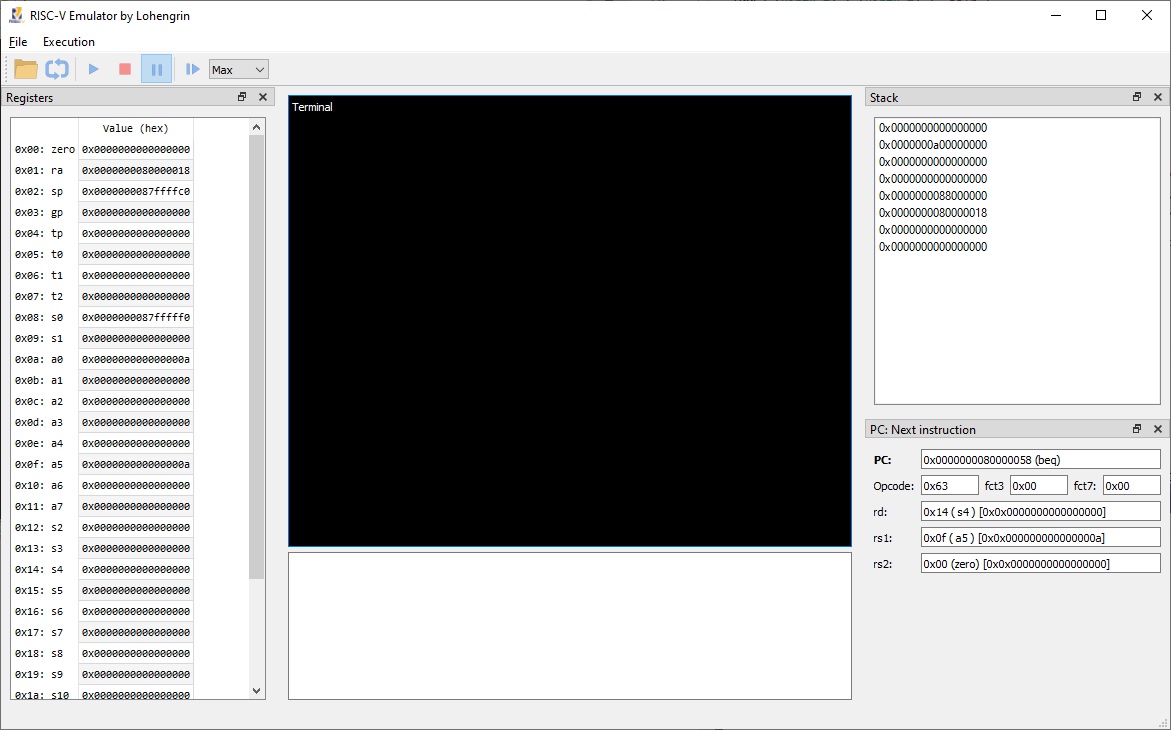 RISC-V Emulator by Lohengrin
File Execution
Max
Registers
Value (hex)
0x00: zero 0x0000000000000000
0x01: ra 0x0000000080000018
0x02: sp 0x0000000087ffffc0
0x03: gp 0x0000000000000000
0x04: tp 0x0000000000000000
0x05: t0 0x0000000000000000
0x06: t1 0x0000000000000000
0x07: t2 0x0000000000000000
0x08: s0 0x0000000087fffff0
0x09: s1 0x0000000000000000
0x0a: a0 0x000000000000000a
0x0b: a1 0x0000000000000000
0x0c: a2 0x0000000000000000
0x0d: a3 0x0000000000000000
0x0e: a4 0x0000000000000000
0x0f: a5 0x000000000000000a
0x10: a6 0x0000000000000000
0x11: a7 0x0000000000000000
0x12: s2 0x0000000000000000
0x13: s3 0x0000000000000000
0x14: s4 0x0000000000000000
0x15: s5 0x0000000000000000
0x16: s6 0x0000000000000000
0x17: s7 0x0000000000000000
0x18: s8 0x0000000000000000
0x19: s9 0x0000000000000000
0x1a: s10 0x0000000000000000
Terminal
Stack
0x0000000000000000
0x0000000a00000000
0x0000000000000000
0x0000000000000000
0x0000000088000000
0x0000000080000018
0x0000000000000000
0x0000000000000000
PC: Next instruction
PC: 0x0000000080000058 (beq)
Opcode: 0x63 fct3 0x00 fct7: 0x00
rd: 0x14 ( s4 ) [0x0x0000000000000000]
rs1: 0x0f ( a5 ) [0x0x000000000000000a]
rs2: 0x00 (zero) [0x0x0000000000000000]